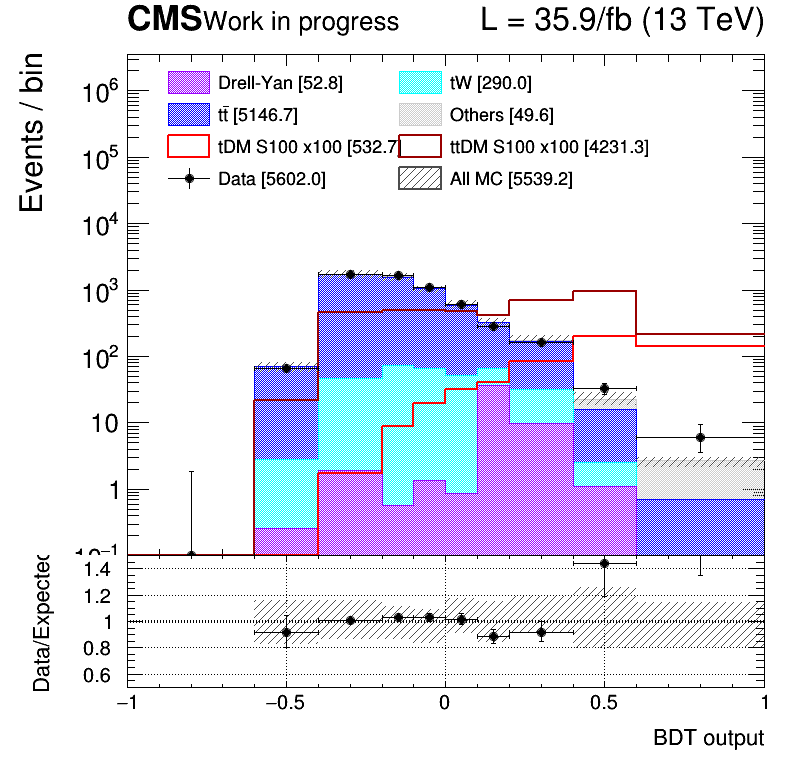 CMS Work in progress L = 35.9/fb (13 TeV)
Events / bin
Drell-Yan [52.8] tW [290.0]
tt̄ [5146.7] Others [49.6]
tDM S100 x100 [532.7] ttDM S100 x100 [4231.3]
Data [5602.0] All MC [5539.2]
10⁶
10⁵
10⁴
10³
10²
10
1
10⁻¹
Data/Expected
1.4
1.2
1
0.8
0.6
−1 −0.5 0 0.5 1
BDT output